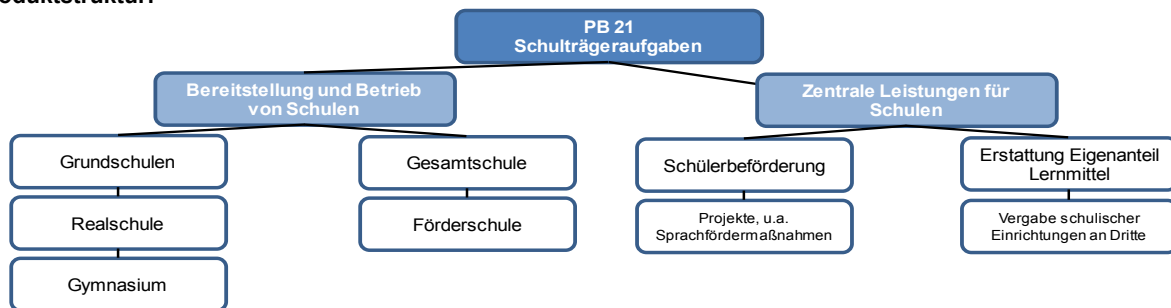 PB 21
Schulträgeraufgaben
Bereitstellung und Betrieb
von Schulen
Zentrale Leistungen für
Schulen
Grundschulen
Gesamtschule
Schülerbeförderung
Erstattung Eigenanteil
Lernmittel
Realschule
Förderschule
Projekte, u.a.
Sprachfördermaßnahmen
Vergabe schulischer
Einrichtungen an Dritte
Gymnasium